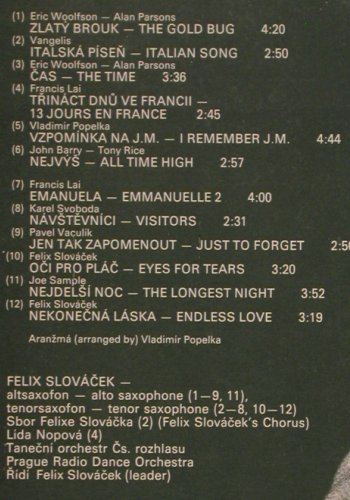 (1) Eric Woolfson — Alan Parsons
ZLATÝ BROUK — THE GOLD BUG 4:20
(2) Vangelis
ITALSKÁ PÍSEŇ — ITALIAN SONG 2:50
(3) Eric Woolfson — Alan Parsons
ČAS — THE TIME 3:36
(4) Francis Lai
TŘINÁCT DNŮ VE FRANCII —
13 JOURS EN FRANCE 2:45
(5) Vladimir Popelka
VZPOMÍNKA NA J.M. — I REMEMBER J.M. 4:44
(6) John Barry — Tony Rice
NEJVÝŠ — ALL TIME HIGH 2:57
(7) Francis Lai
EMANUELA — EMMANUELLE 2 4:00
(8) Karel Svoboda
NÁVŠTĚVNÍCI — VISITORS 2:31
(9) Pavel Vaculík
JEN TAK ZAPOMENOUT — JUST TO FORGET
(10) Felix Slováček
OČI PRO PLÁČ — EYES FOR TEARS 3:20
(11) Joe Sample
NEJDELŠÍ NOC — THE LONGEST NIGHT 3:52
(12) Felix Slováček
NEKONEČNÁ LÁSKA — ENDLESS LOVE 3:19
Aranžmá (arranged by) Vladimír Popelka
FELIX SLOVÁČEK —
altsaxofon — alto saxophone (1—9, 11),
tenorsaxofon — tenor saxophone (2—8, 10—12)
Sbor Felixe Slováčka (2) (Felix Slováček's Chorus)
Lída Nopová (4)
Taneční orchestr Čs. rozhlasu
Prague Radio Dance Orchestra
Řídí Felix Slováček (leader)